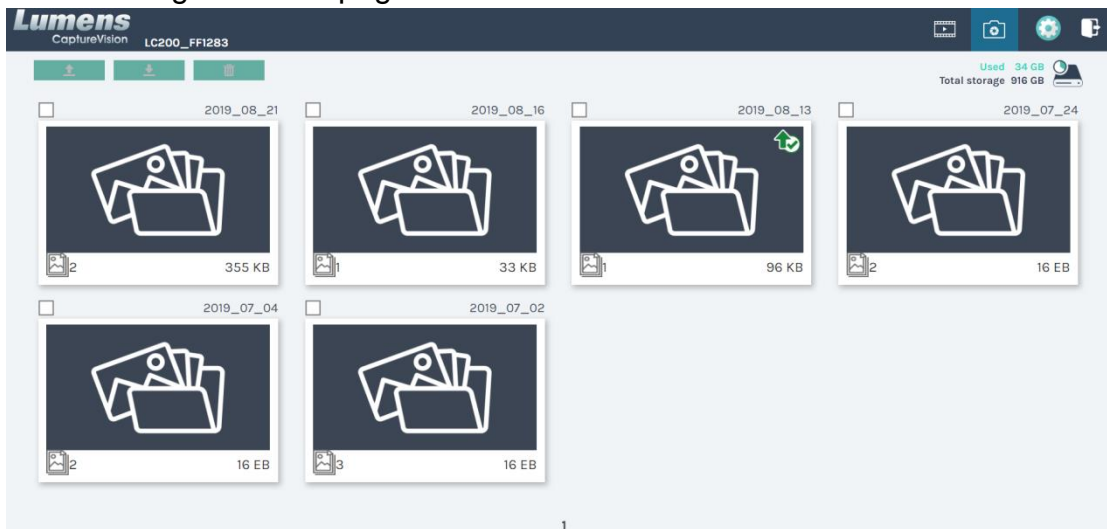 Lumens
CaptureVision LC200_FF1283
Used 34 GB
Total storage 916 GB
2019_08_21
2019_08_16
2019_08_13
2019_07_24
2 355 KB
1 33 KB
1 96 KB
2 16 EB
2019_07_04
2019_07_02
2 16 EB
3 16 EB
1